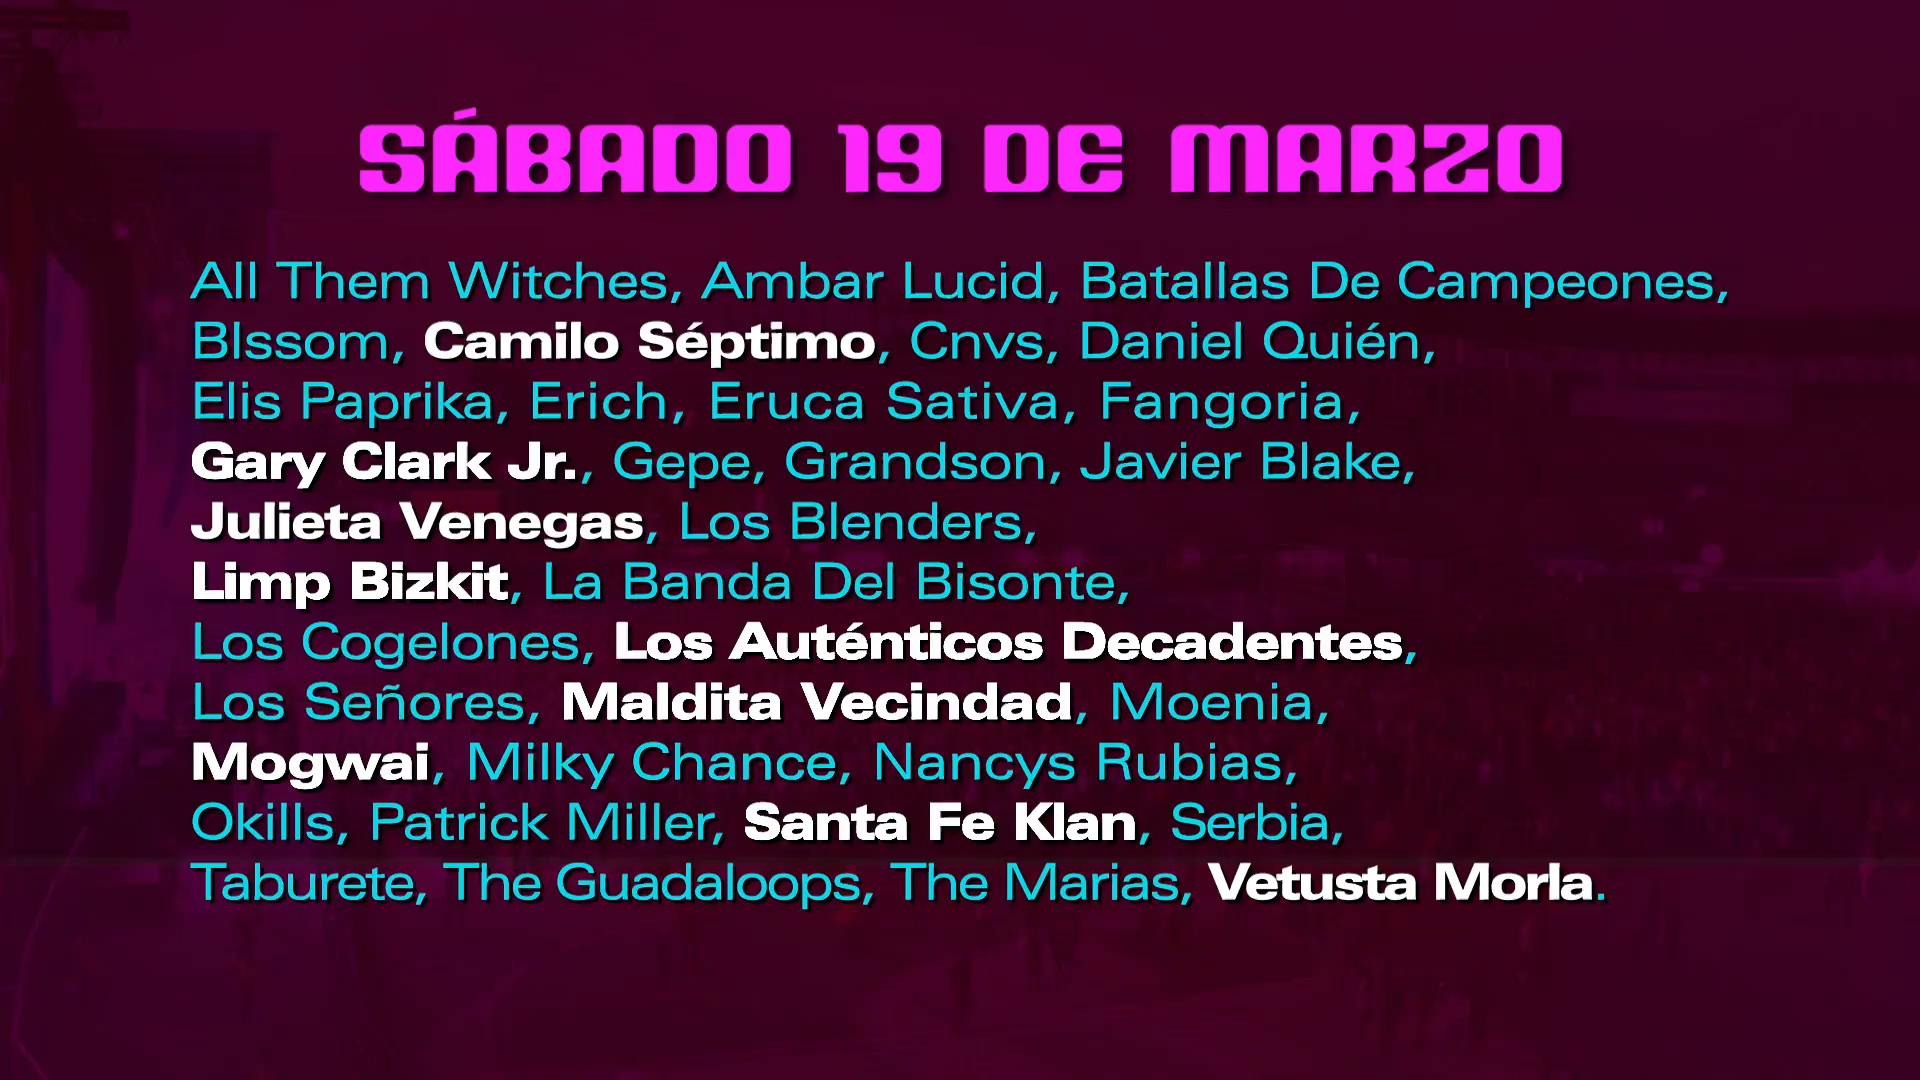 SÁBADO 19 DE MARZO
All Them Witches, Ambar Lucid, Batallas De Campeones,
Blssom, Camilo Séptimo, Cnvs, Daniel Quién,
Elis Paprika, Erich, Eruca Sativa, Fangoria,
Gary Clark Jr., Gepe, Grandson, Javier Blake,
Julieta Venegas, Los Blenders,
Limp Bizkit, La Banda Del Bisonte,
Los Cogelones, Los Auténticos Decadentes,
Los Señores, Maldita Vecindad, Moenia,
Mogwai, Milky Chance, Nancys Rubias,
Okills, Patrick Miller, Santa Fe Klan, Serbia,
Taburete, The Guadaloops, The Marias, Vetusta Morla.